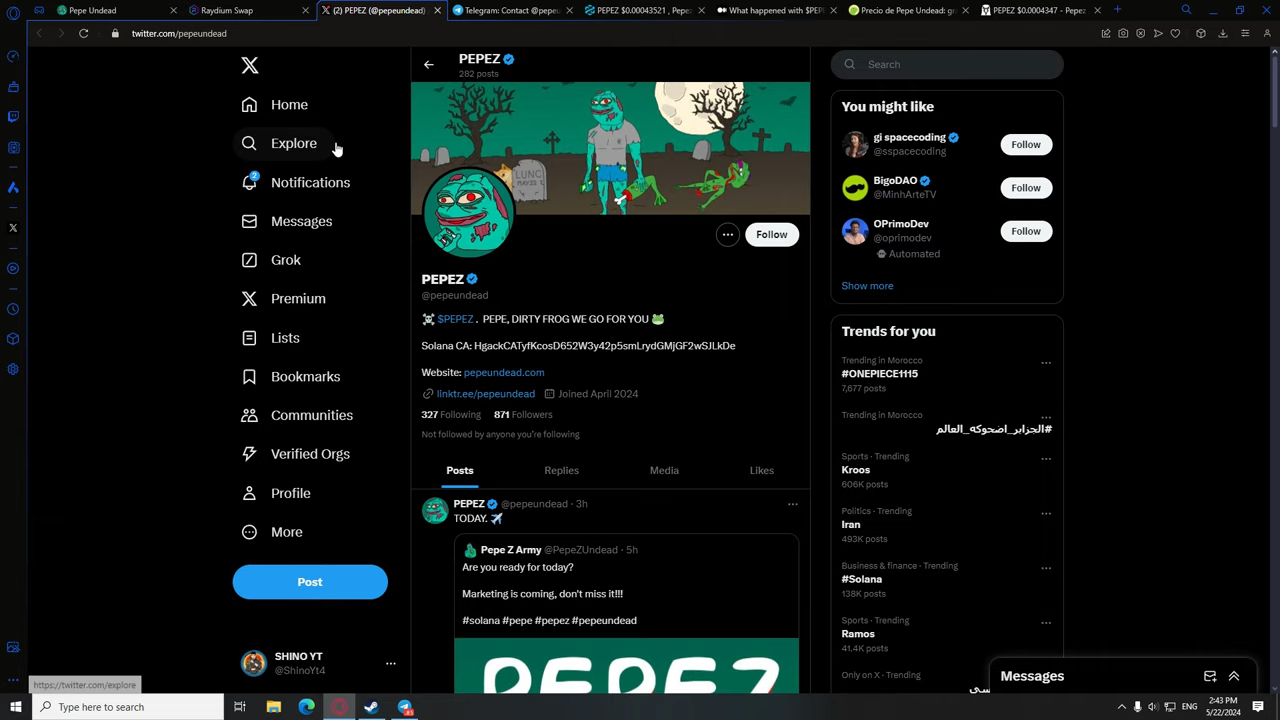 Pepe Undead
Raydium Swap
(2) PEPEZ (@pepeundead)
Telegram: Contact @pepeu
PEPEZ $0.00043521 , Pepe
What happened with $PEP
Precio de Pepe Undead: gr
PEPEZ $0.0004347 - Pepe
twitter.com/pepeundead
PEPEZ
282 posts
Search
Home
Explore
2
Notifications
Messages
Grok
Premium
Lists
Bookmarks
Communities
Verified Orgs
Profile
More
Post
SHINO YT
@ShinoYt4
https://twitter.com/explore
LUNC
Follow
PEPEZ
@pepeundead
$PEPEZ . PEPE, DIRTY FROG WE GO FOR YOU
Solana CA: HgackCATyfKcosD652W3y42p5smLrydGMjGF2wSJLkDe
Website: pepeundead.com
linktr.ee/pepeundead Joined April 2024
327 Following 871 Followers
Not followed by anyone you're following
Posts Replies Media Likes
PEPEZ @pepeundead · 3h
TODAY.
Pepe Z Army @PepeZUndead · 5h
Are you ready for today?
Marketing is coming, don't miss it!!!
#solana #pepe #pepez #pepeundead
PEPEZ
You might like
gi spacecoding
@sspacecoding
Follow
BigoDAO
@MinhArteTV
Follow
OPrimoDev
@oprimodev
Automated
Follow
Show more
Trends for you
Trending in Morocco
#ONEPIECE1115
7,677 posts
Trending in Morocco
#الجزاير_اضحوكه_العالم
Sports · Trending
Kroos
606K posts
Politics · Trending
Iran
493K posts
Business & finance · Trending
#Solana
138K posts
Sports · Trending
Ramos
41.4K posts
Only on X · Trending
Messages
Type here to search
ENG
2:43 PM
5/22/2024